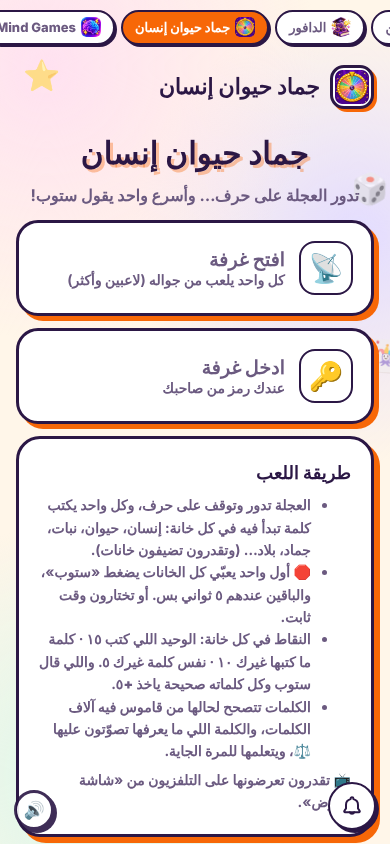 الدافور
جماد حيوان إنسان
Mind Games
جماد حيوان إنسان
جماد حيوان إنسان
تدور العجلة على حرف... وأسرع واحد يقول ستوب!
افتح غرفة
كل واحد يلعب من جواله (لاعبين وأكثر)
ادخل غرفة
عندك رمز من صاحبك
طريقة اللعب
• العجلة تدور وتوقف على حرف، وكل واحد يكتب
كلمة تبدأ فيه في كل خانة: إنسان، حيوان، نبات،
جماد، بلاد... (وتقدرون تضيفون خانات).
• 🛑 أول واحد يعبّي كل الخانات يضغط «ستوب»،
والباقين عندهم ٥ ثواني بس. أو تختارون وقت
ثابت.
• النقاط في كل خانة: الوحيد اللي كتب ١٥ · كلمة
ما كتبها غيرك ١٠ · نفس كلمة غيرك ٥. واللي قال
ستوب وكل كلماته صحيحة ياخذ +٥.
• الكلمات تتصحح لحالها من قاموس فيه آلاف
الكلمات، والكلمة اللي ما يعرفها تصوّتون عليها
⚖️، ويتعلمها للمرة الجاية.
📺 تقدرون تعرضونها على التلفزيون من «شاشة